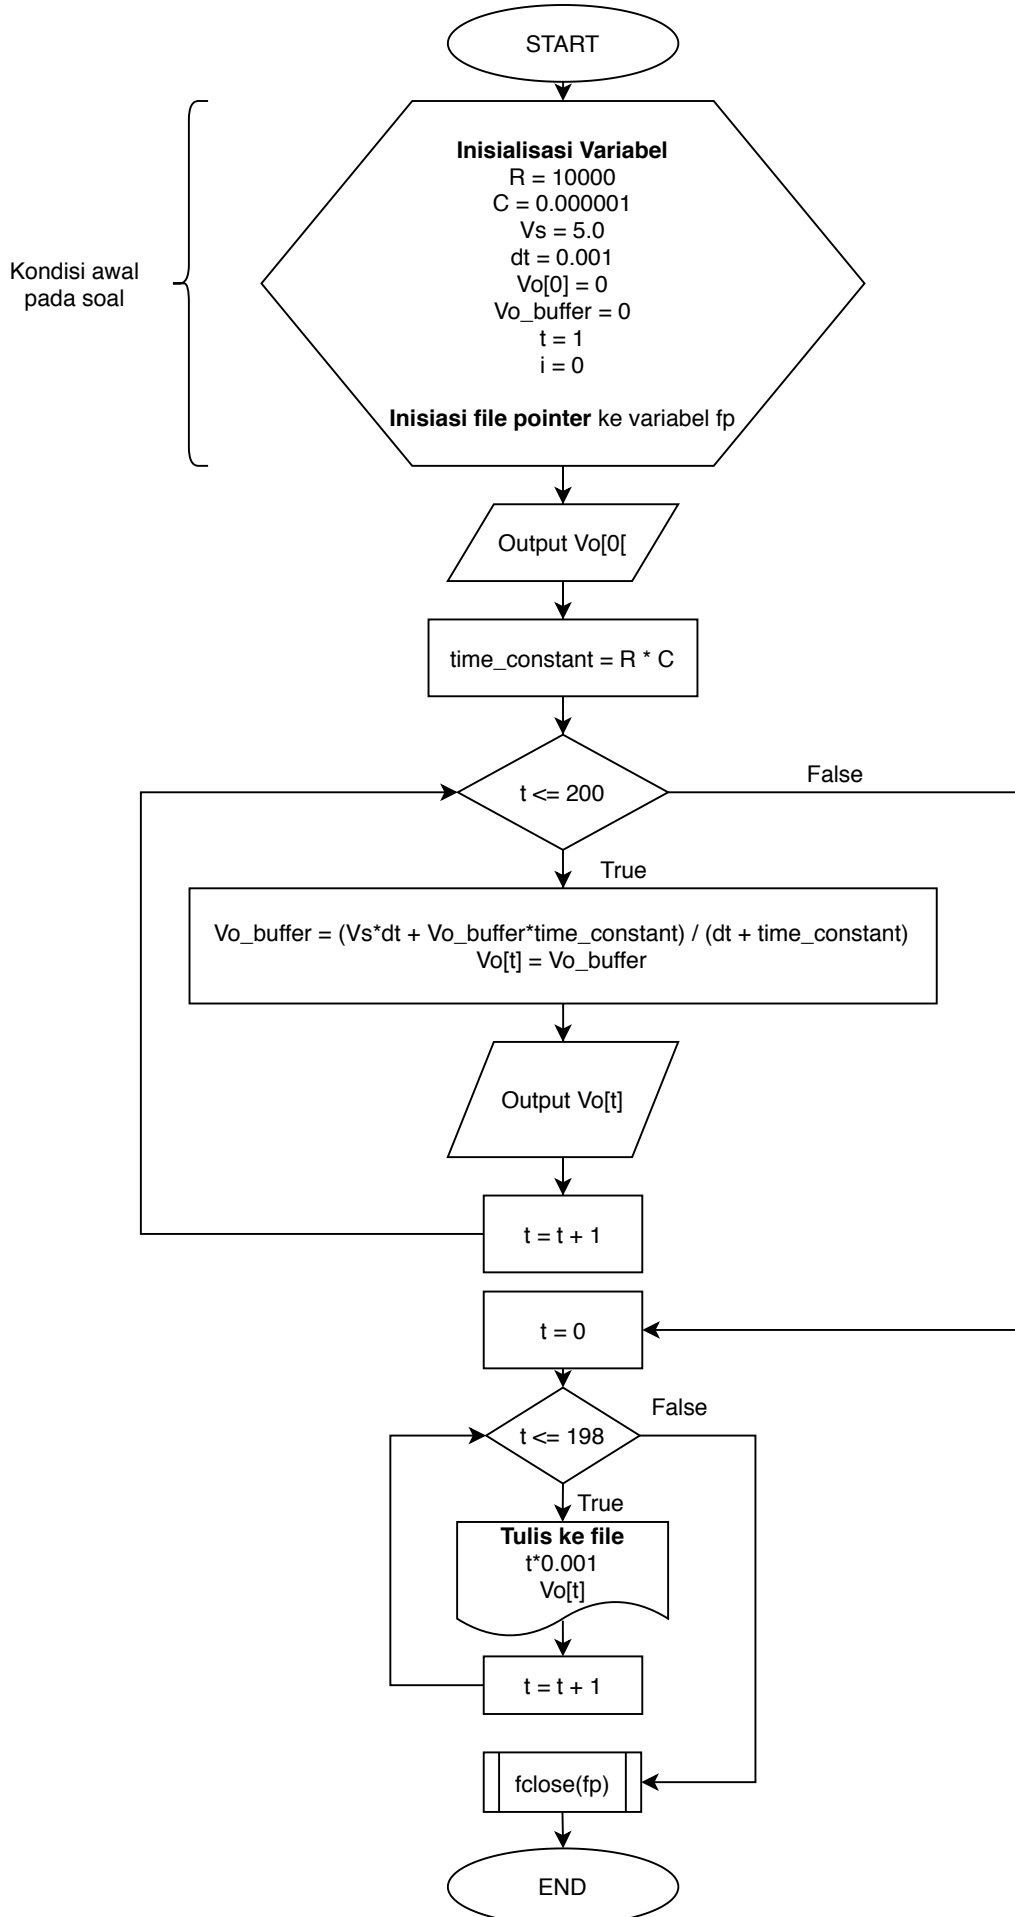 START
Inisialisasi Variabel
R = 10000
C = 0.000001
Vs = 5.0
dt = 0.001
Vo[0] = 0
Vo_buffer = 0
t = 1
i = 0
Inisiasi file pointer ke variabel fp
Kondisi awal
pada soal
Output Vo[0[
time_constant = R * C
t <= 200
False
True
Vo_buffer = (Vs*dt + Vo_buffer*time_constant) / (dt + time_constant)
Vo[t] = Vo_buffer
Output Vo[t]
t = t + 1
t = 0
t <= 198
False
True
Tulis ke file
t*0.001
Vo[t]
t = t + 1
fclose(fp)
END